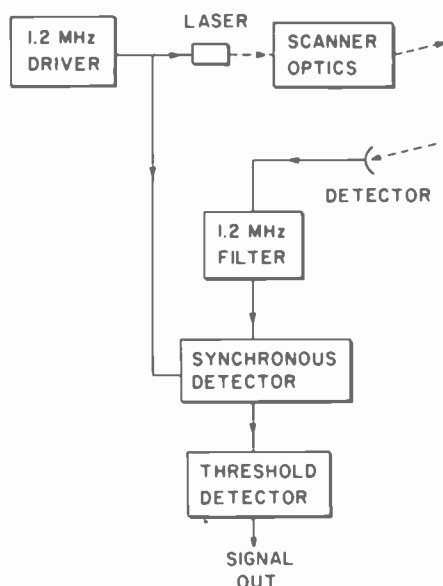 LASER
1.2 MHz
DRIVER
SCANNER
OPTICS
DETECTOR
1.2 MHz
FILTER
SYNCHRONOUS
DETECTOR
THRESHOLD
DETECTOR
SIGNAL
OUT